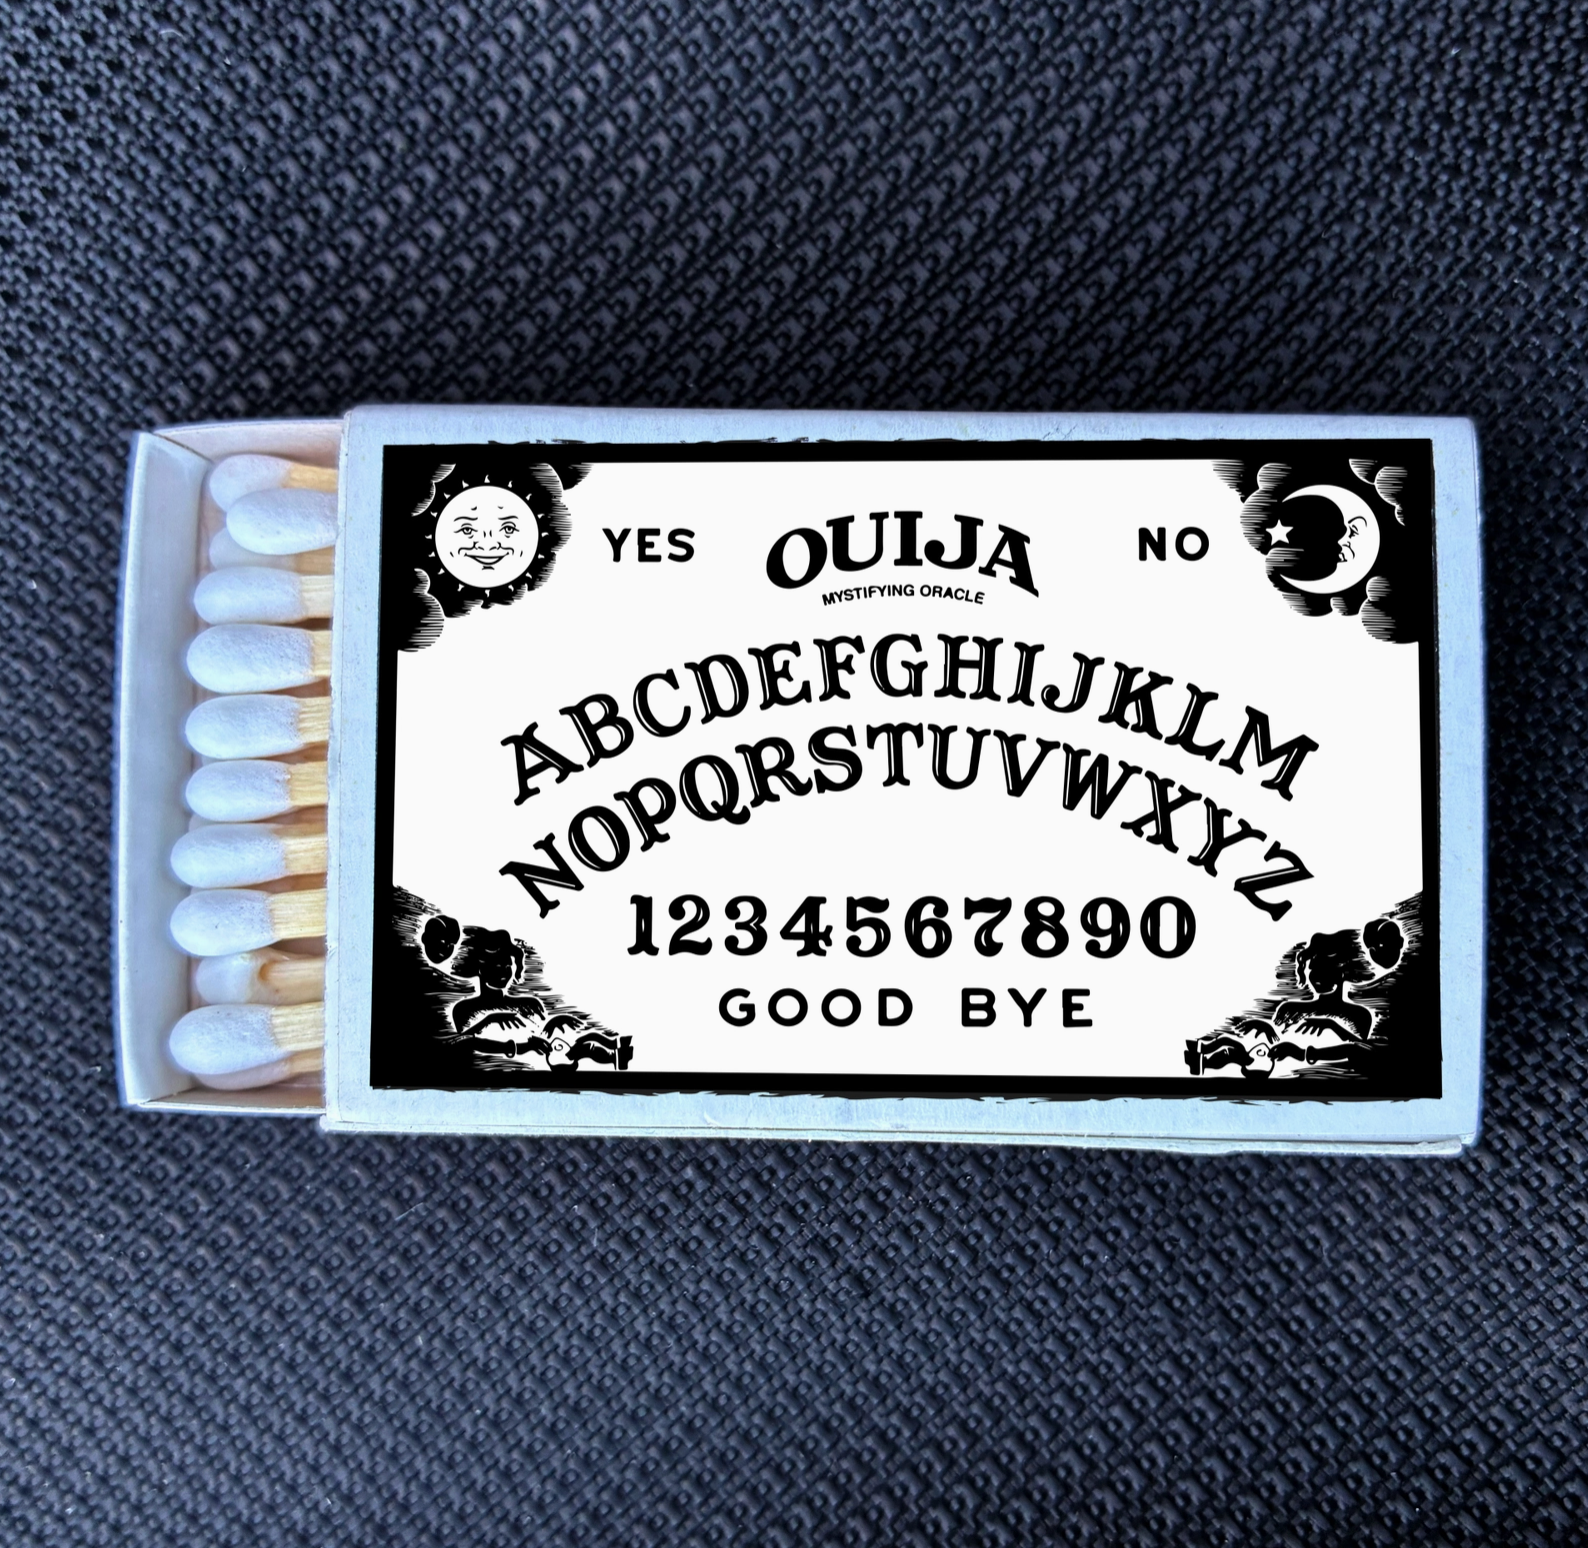 YES OUIJA NO
MYSTIFYING ORACLE
ABCDEFGHIJKLM
NOPQRSTUVWXYZ
1234567890
GOOD BYE